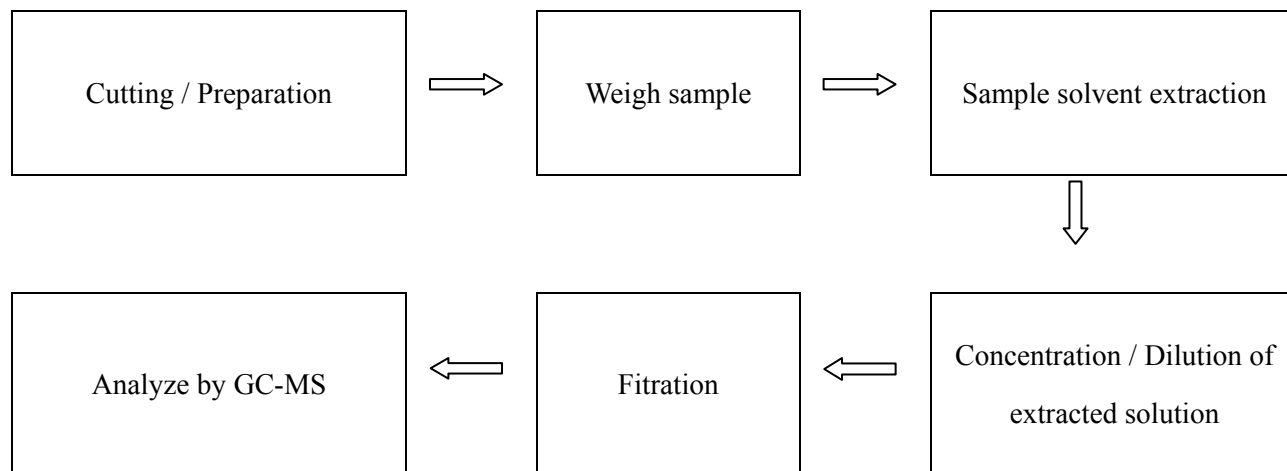 Cutting / Preparation
Weigh sample
Sample solvent extraction
Concentration / Dilution of
extracted solution
Fitration
Analyze by GC-MS